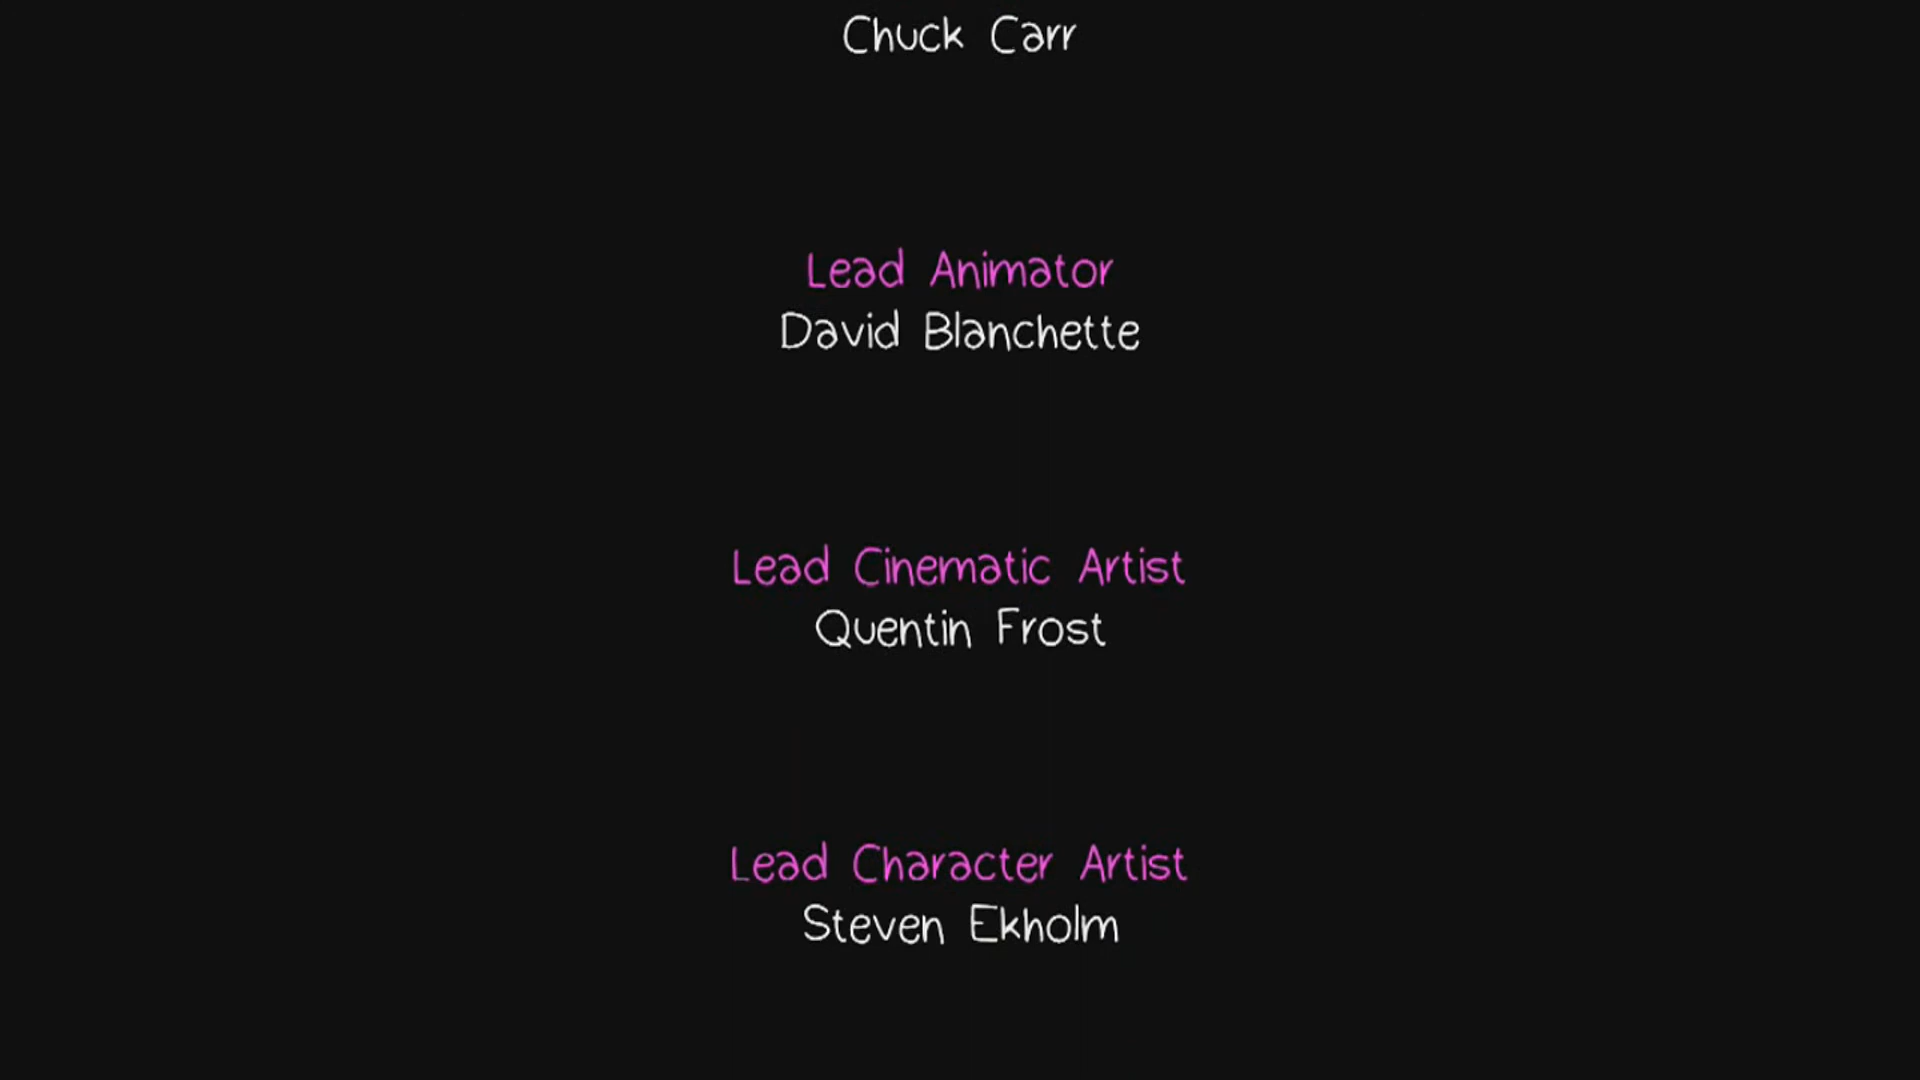 Chuck Carr
Lead Animator
David Blanchette
Lead Cinematic Artist
Quentin Frost
Lead Character Artist
Steven Ekholm